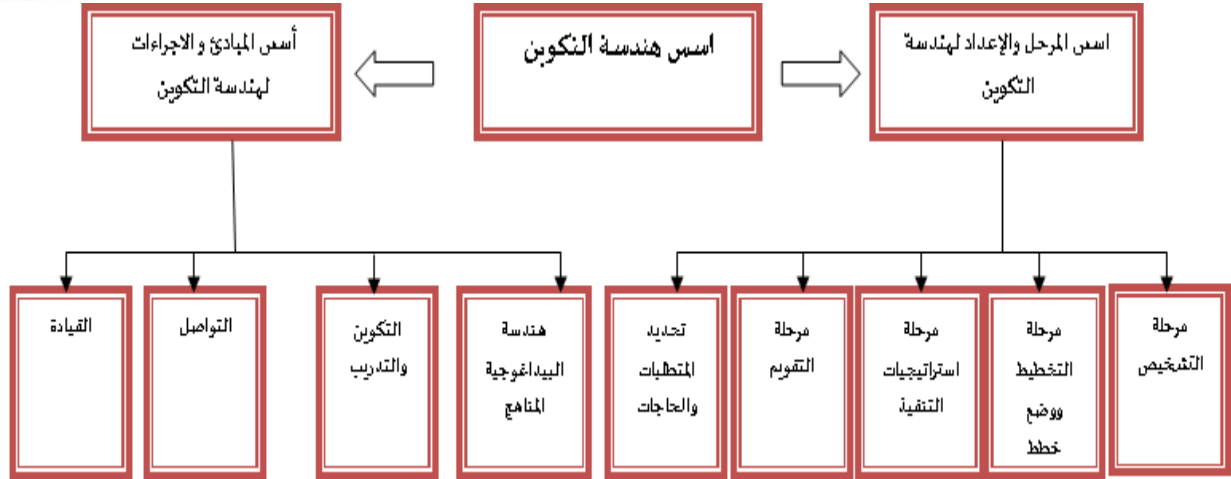 اسس المرحل والإعداد لهندسة
التكوين
اسس هندسة التكوين
أسس المبادئ و الاجراءات
لهندسة التكوين
مرحلة
التشخيص
مرحلة
التخطيط
ووضع
خطط
مرحلة
استراتيجيات
التنفيذ
مرحلة
التقويم
تحديد
المتطلبات
والحاجات
هندسة
البيداغوجية
المناهج
التكوين
والتدريب
التواصل
القيادة